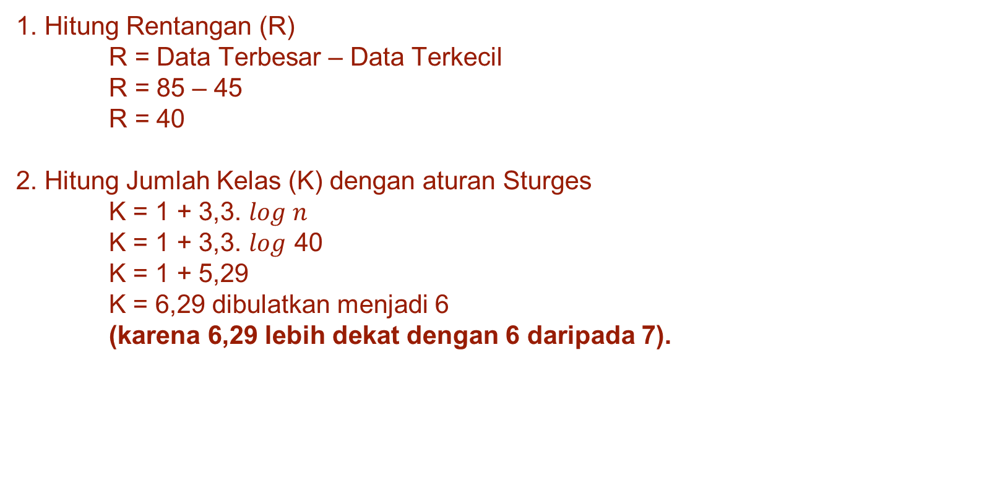 1. Hitung Rentangan (R)
R = Data Terbesar – Data Terkecil
R = 85 – 45
R = 40
2. Hitung Jumlah Kelas (K) dengan aturan Sturges
K = 1 + 3,3. log n
K = 1 + 3,3. log 40
K = 1 + 5,29
K = 6,29 dibulatkan menjadi 6
(karena 6,29 lebih dekat dengan 6 daripada 7).